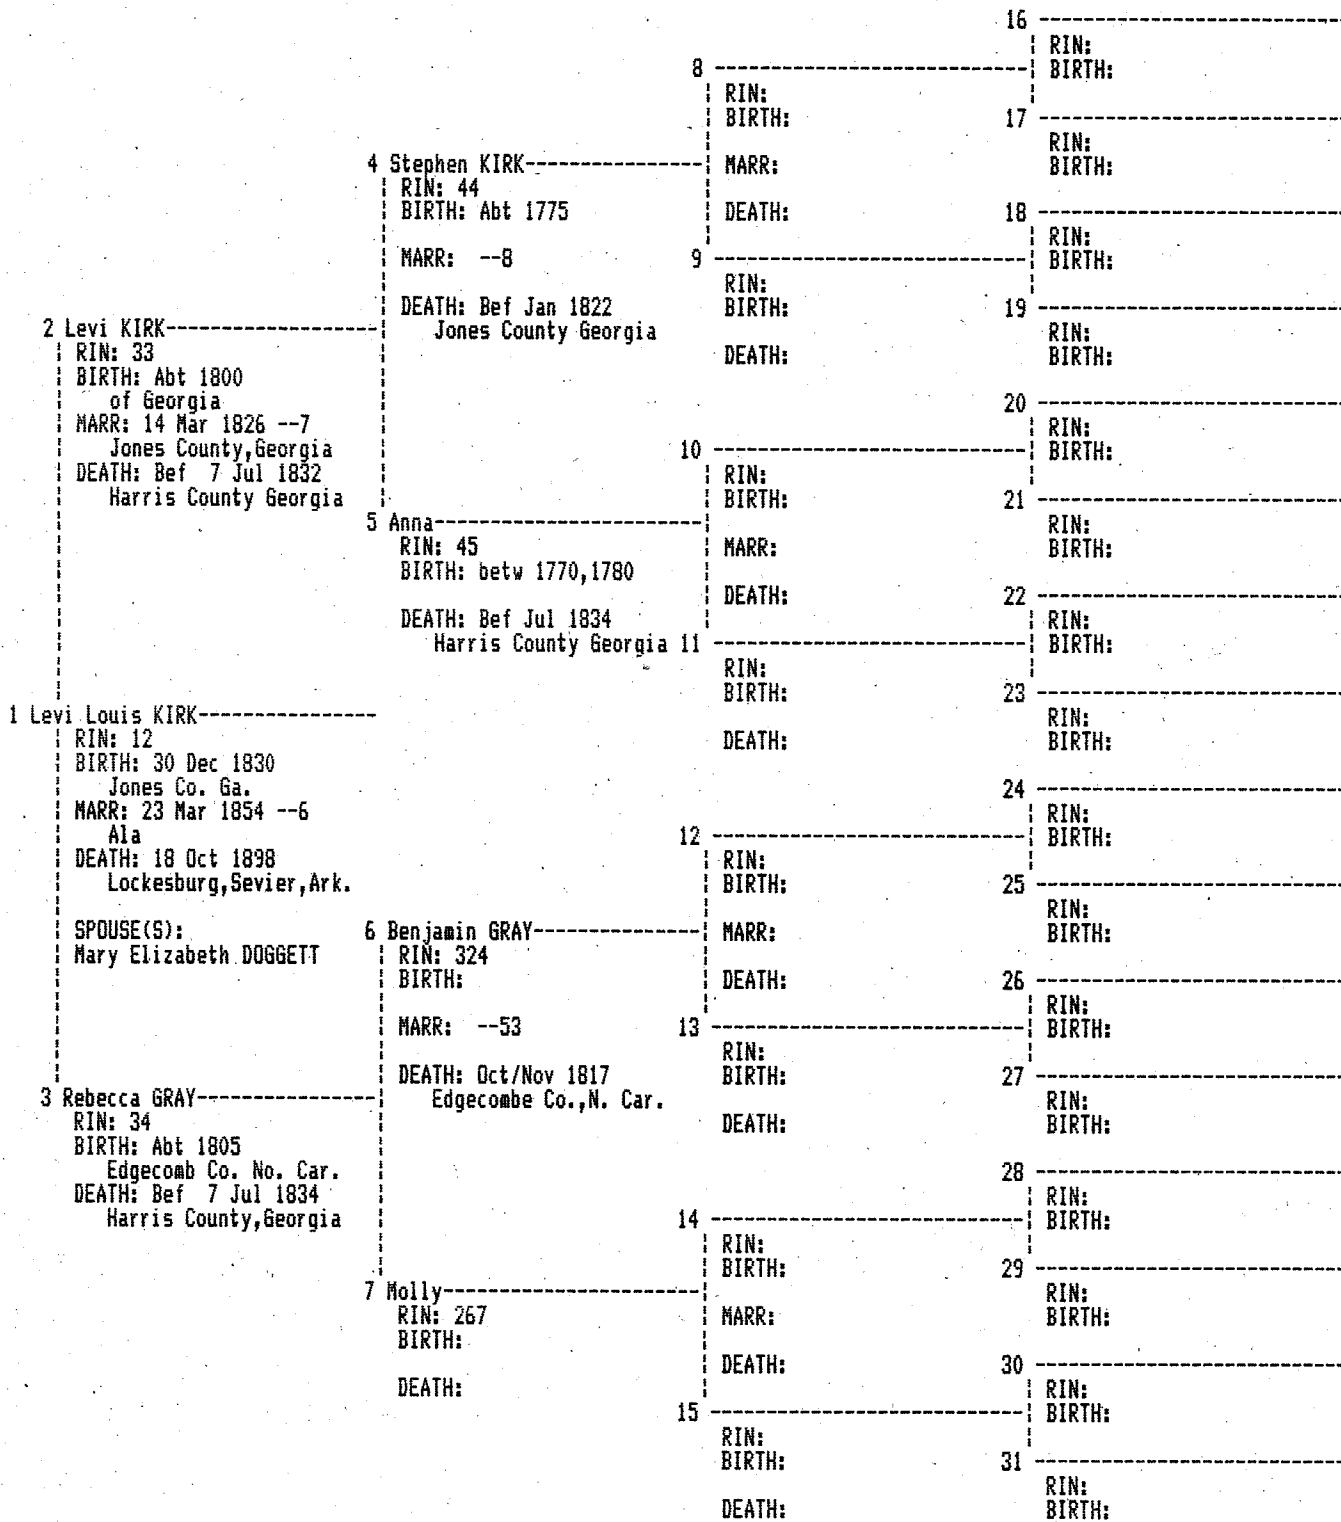 16
RIN:
BIRTH:
8
RIN:
BIRTH:
MARR:
DEATH:
17
RIN:
BIRTH:
4 Stephen KIRK
RIN: 44
BIRTH: Abt 1775
MARR: --8
DEATH: Bef Jan 1822
Jones County Georgia
18
RIN:
BIRTH:
9
RIN:
BIRTH:
DEATH:
19
RIN:
BIRTH:
2 Levi KIRK
RIN: 33
BIRTH: Abt 1800
of Georgia
MARR: 14 Mar 1826 --7
Jones County,Georgia
DEATH: Bef 7 Jul 1832
Harris County Georgia
20
RIN:
BIRTH:
10
RIN:
BIRTH:
MARR:
DEATH:
21
RIN:
BIRTH:
5 Anna
RIN: 45
BIRTH: betw 1770,1780
DEATH: Bef Jul 1834
Harris County Georgia
22
RIN:
BIRTH:
11
RIN:
BIRTH:
DEATH:
23
RIN:
BIRTH:
1 Levi Louis KIRK
RIN: 12
BIRTH: 30 Dec 1830
Jones Co. Ga.
MARR: 23 Mar 1854 --6
Ala
DEATH: 18 Oct 1898
Lockesburg,Sevier,Ark.
SPOUSE(S):
Mary Elizabeth DOGGETT
24
RIN:
BIRTH:
12
RIN:
BIRTH:
MARR:
DEATH:
25
RIN:
BIRTH:
6 Benjamin GRAY
RIN: 324
BIRTH:
MARR: --53
DEATH: Oct/Nov 1817
Edgecombe Co.,N. Car.
26
RIN:
BIRTH:
13
RIN:
BIRTH:
DEATH:
27
RIN:
BIRTH:
3 Rebecca GRAY
RIN: 34
BIRTH: Abt 1805
Edgecomb Co. No. Car.
DEATH: Bef 7 Jul 1834
Harris County,Georgia
28
RIN:
BIRTH:
14
RIN:
BIRTH:
MARR:
DEATH:
29
RIN:
BIRTH:
7 Molly
RIN: 267
BIRTH:
DEATH:
30
RIN:
BIRTH:
15
RIN:
BIRTH:
DEATH:
31
RIN:
BIRTH: